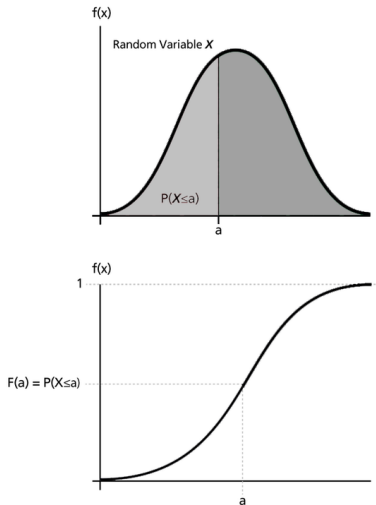 f(x)
Random Variable X
P(X≤a)
a
f(x)
1
F(a) = P(X≤a)
a